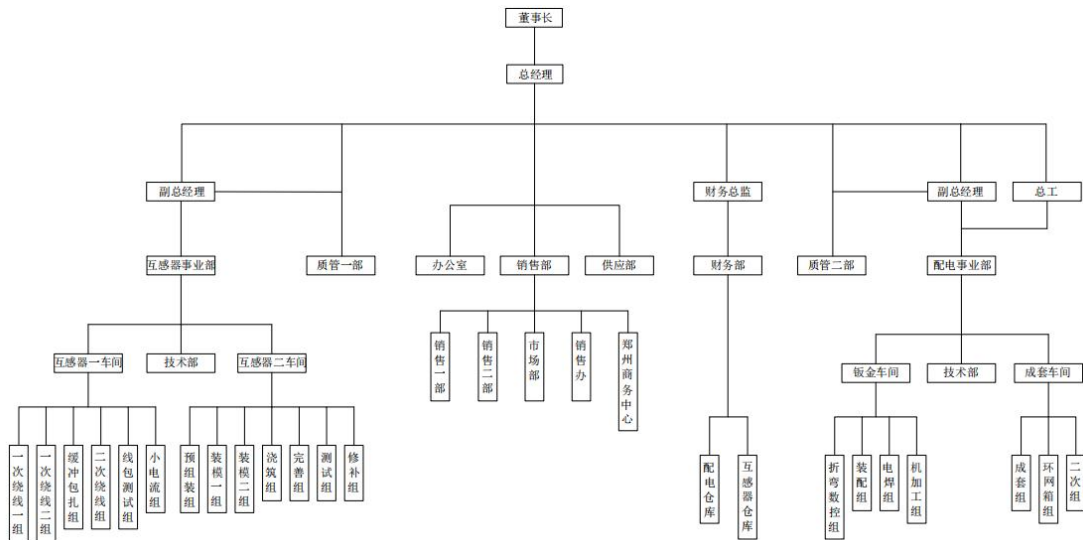 董事长
总经理
副总经理
财务总监
副总经理
总工
互感器事业部
质管一部
办公室
销售部
供应部
财务部
质管二部
配电事业部
互感器一车间
技术部
互感器二车间
销售一部
销售二部
市场部
销售办
郑州商务中心
钣金车间
技术部
成套车间
一次绕线一组
一次绕线二组
缓冲包扎组
二次绕线组
线包测试组
小电流组
预组装组
装模一组
装模二组
浇筑组
完善组
测试组
修补组
配电仓库
互感器仓库
折弯数控组
装配组
电焊组
机加工组
成套组
环网箱组
二次组